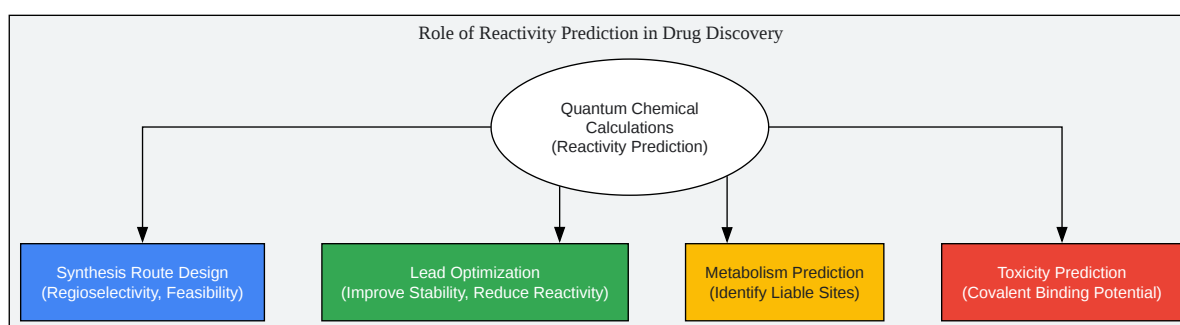 Role of Reactivity Prediction in Drug Discovery
Quantum Chemical
Calculations
(Reactivity Prediction)
Synthesis Route Design
(Regioselectivity, Feasibility)
Lead Optimization
(Improve Stability, Reduce Reactivity)
Metabolism Prediction
(Identify Liable Sites)
Toxicity Prediction
(Covalent Binding Potential)